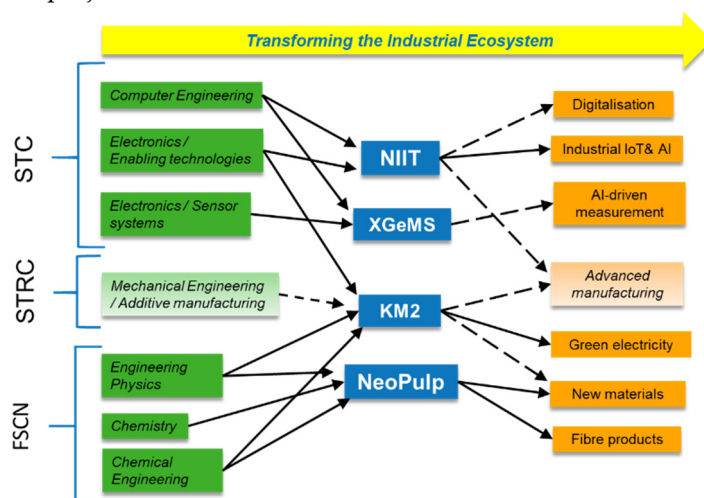 Transforming the Industrial Ecosystem
STC
Computer Engineering
Electronics /
Enabling technologies
Electronics / Sensor
systems
STRC
Mechanical Engineering
/ Additive manufacturing
FSCN
Engineering
Physics
Chemistry
Chemical
Engineering
NIIT
XGeMS
KM2
NeoPulp
Digitalisation
Industrial IoT& AI
AI-driven
measurement
Advanced
manufacturing
Green electricity
New materials
Fibre products